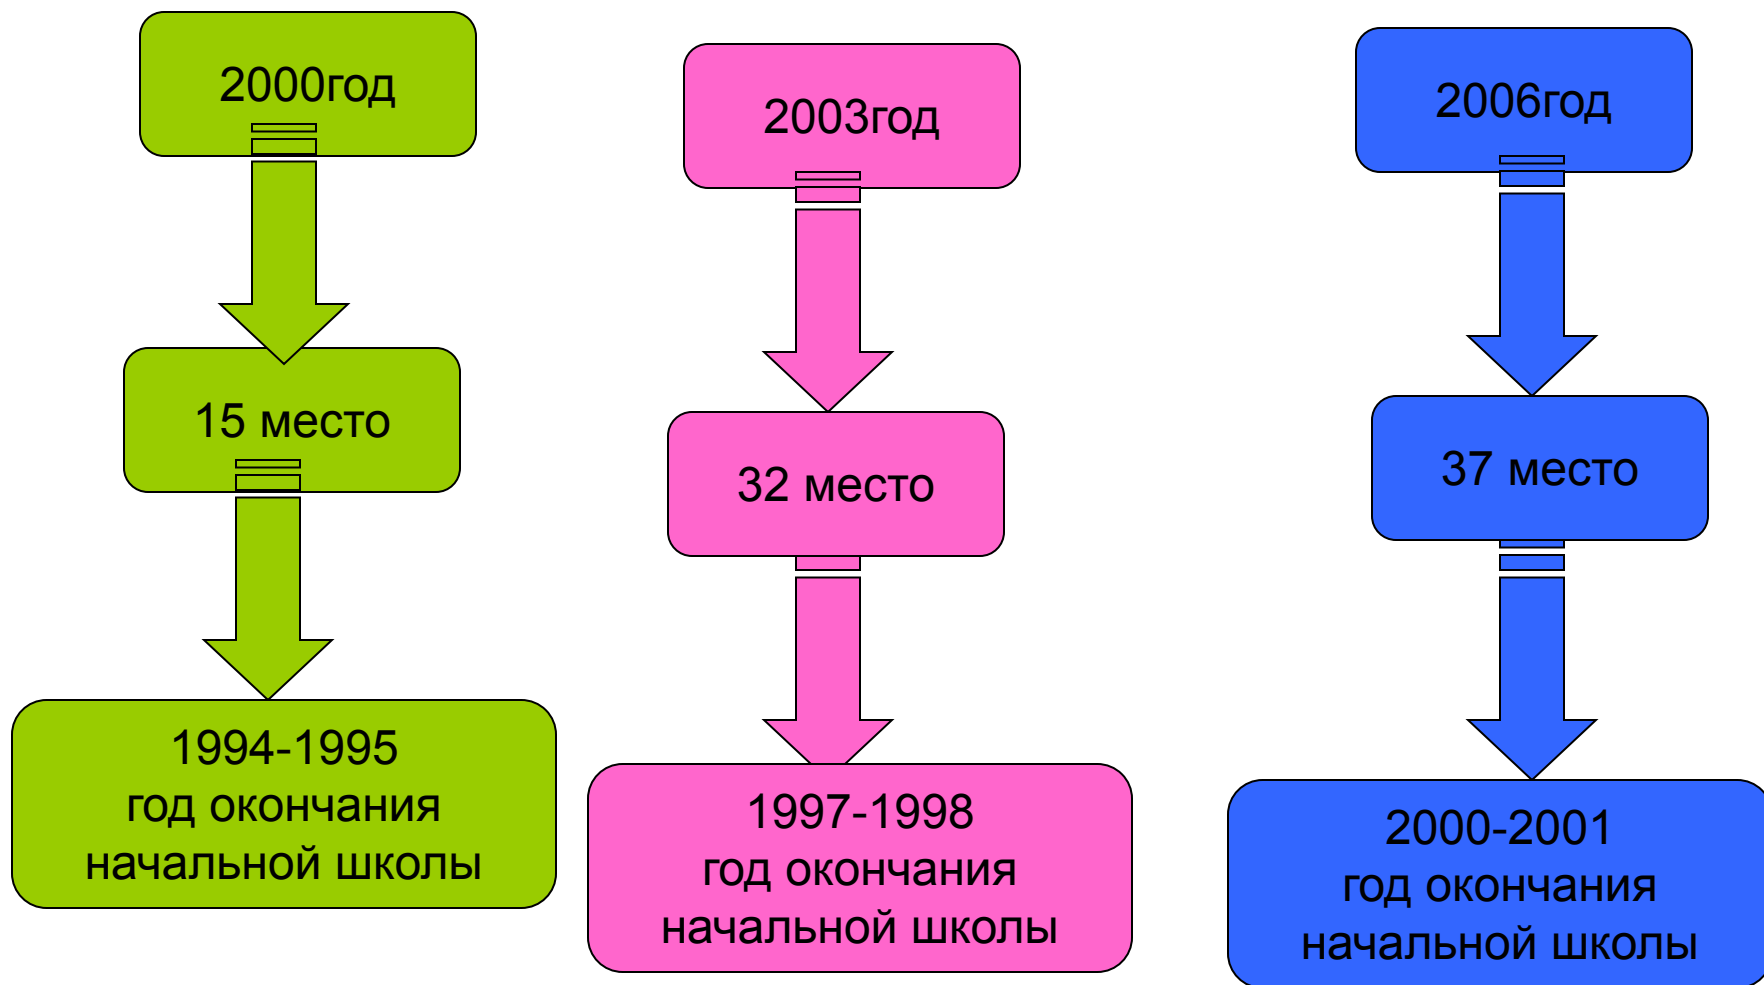 2000год
15 место
1994-1995
год окончания
начальной школы
2003год
32 место
1997-1998
год окончания
начальной школы
2006год
37 место
2000-2001
год окончания
начальной школы